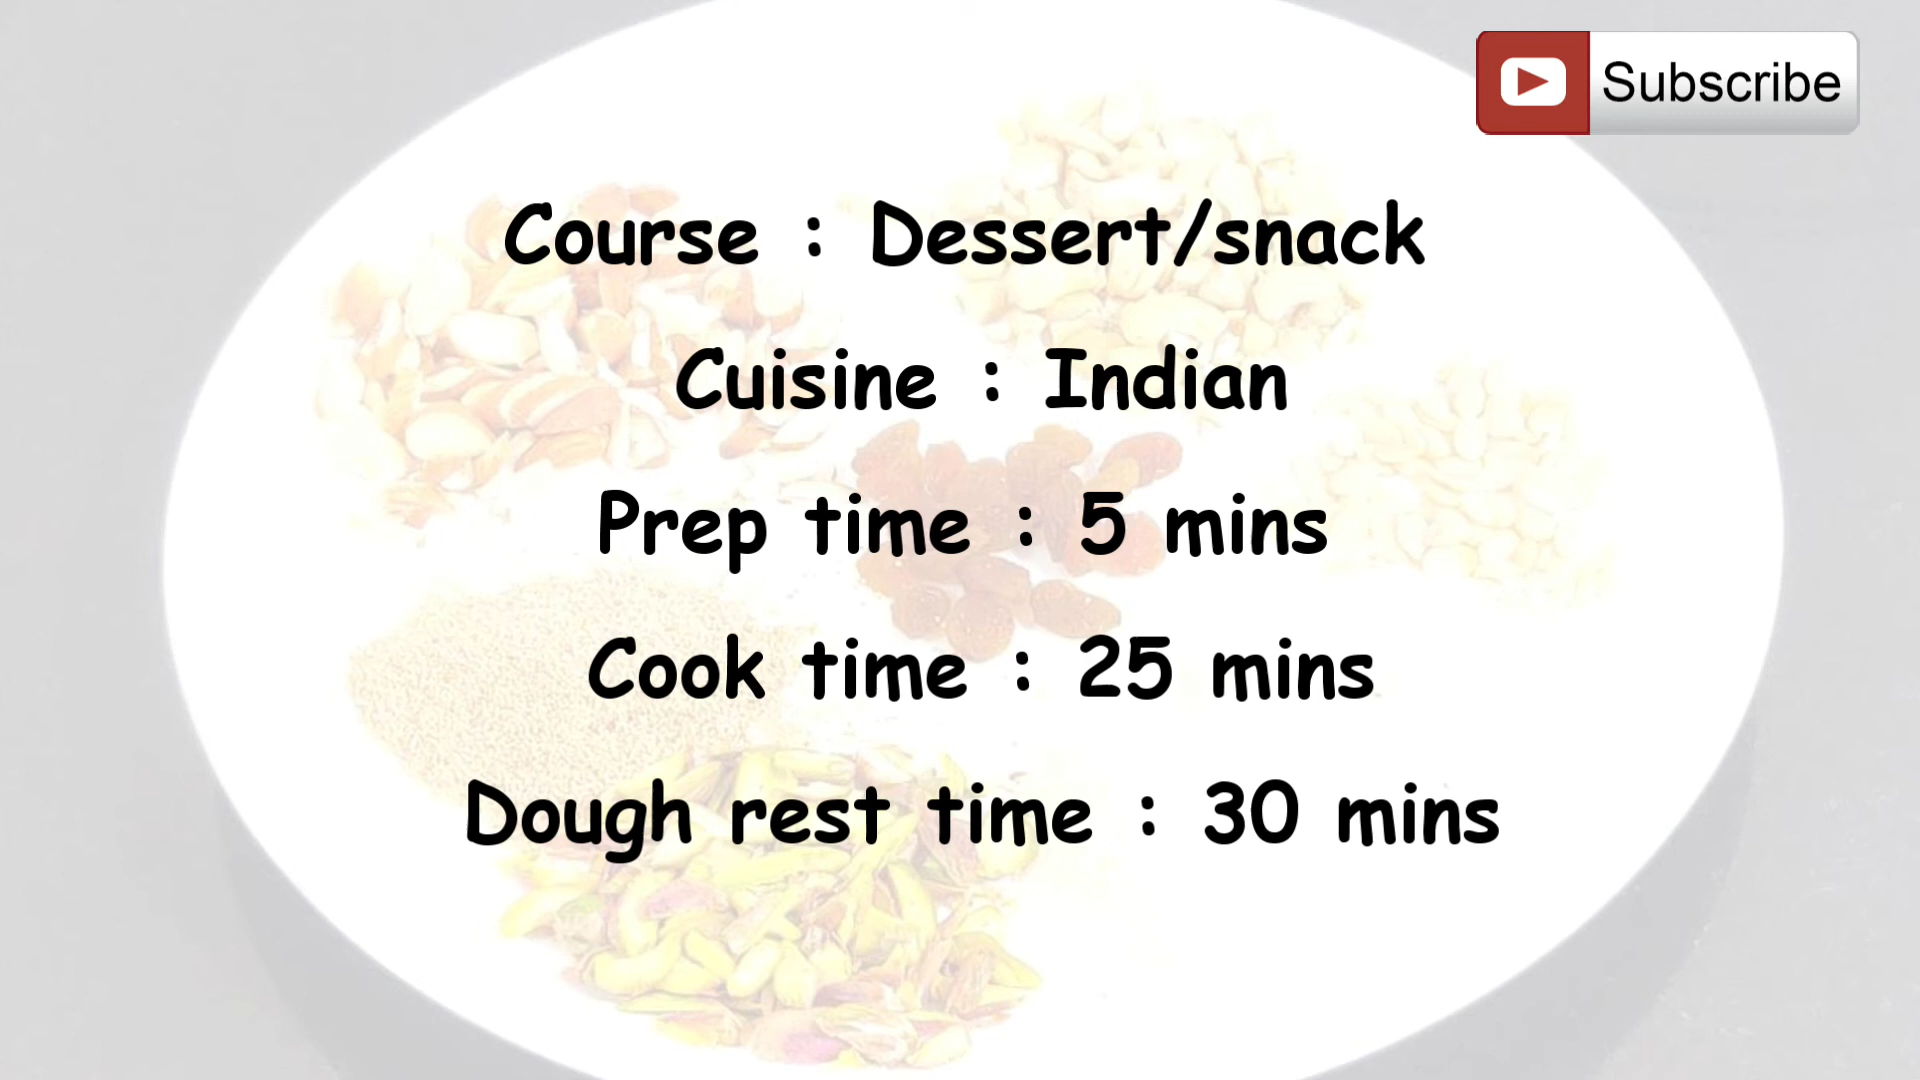 Subscribe
Course : Dessert/snack
Cuisine : Indian
Prep time : 5 mins
Cook time : 25 mins
Dough rest time : 30 mins